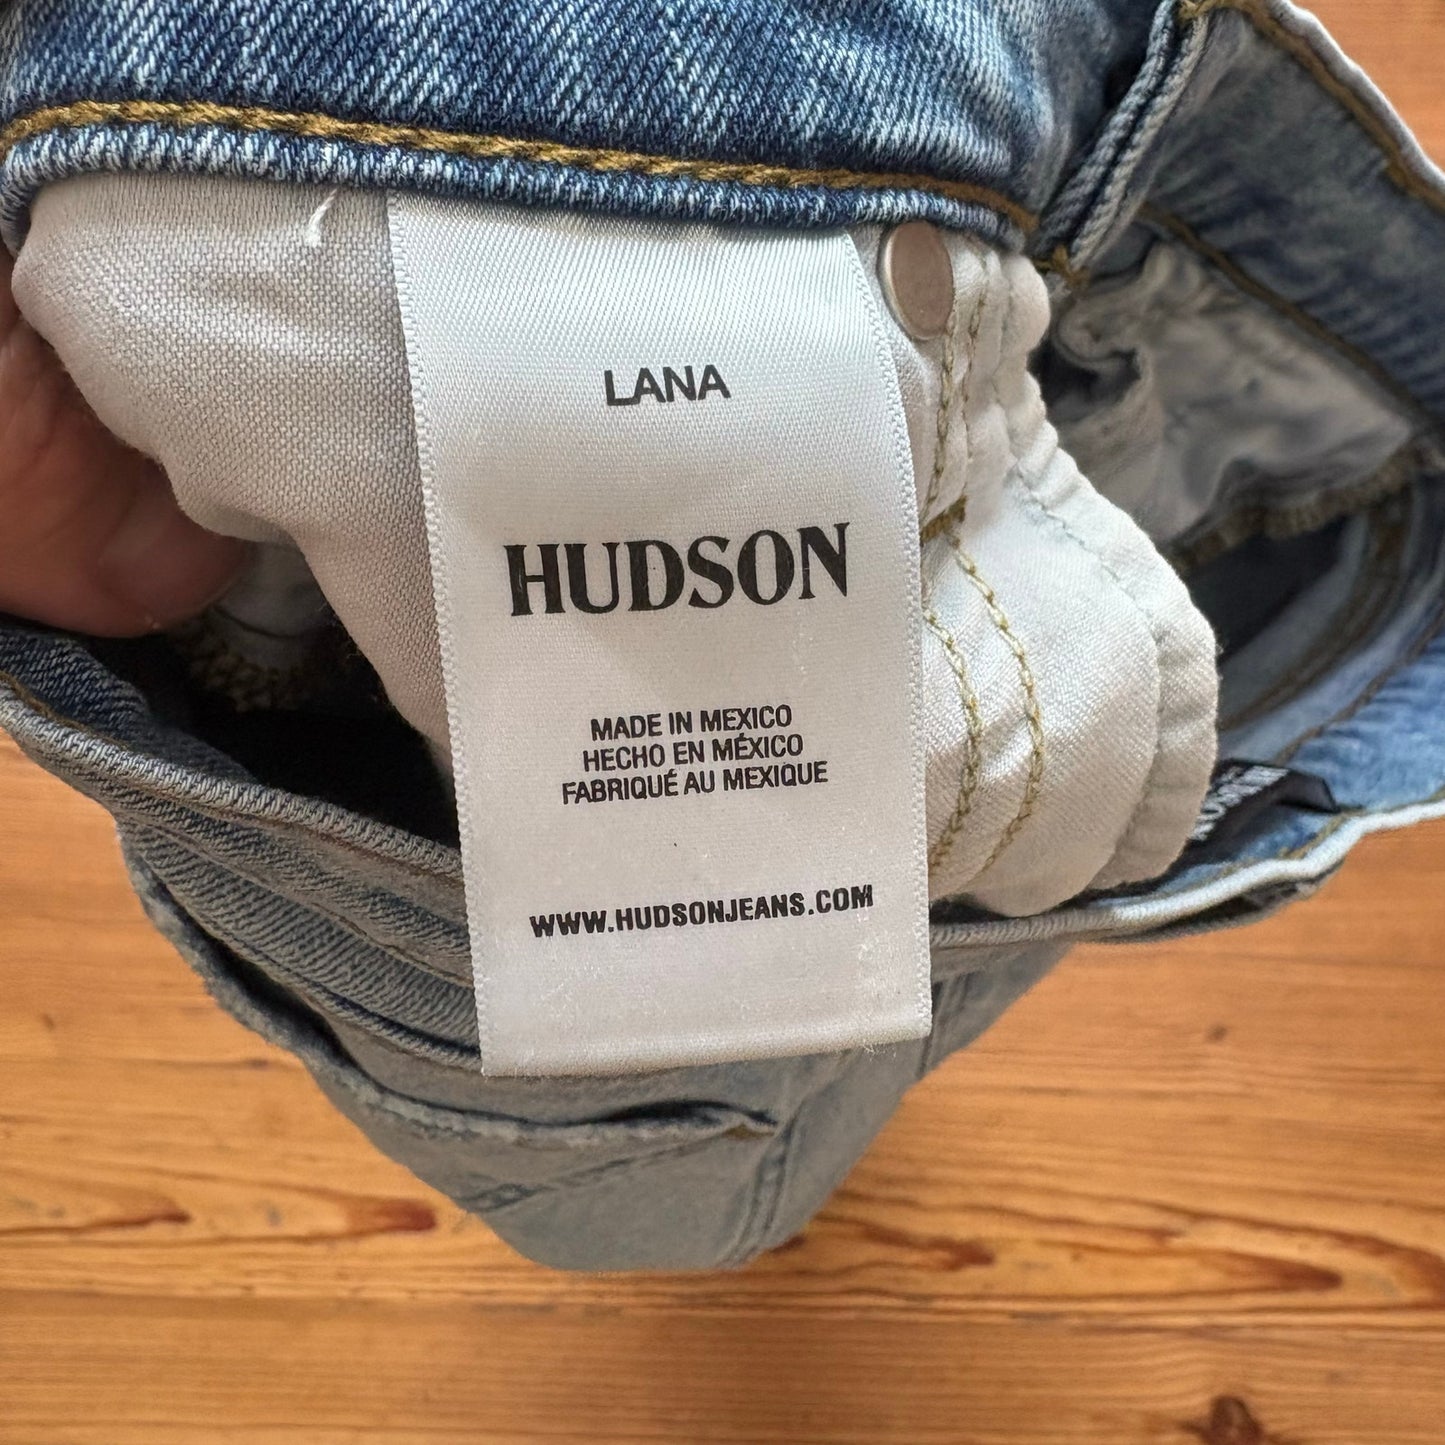 LANA
HUDSON
MADE IN MEXICO
HECHO EN MÉXICO
FABRIQUÉ AU MEXIQUE
WWW.HUDSONJEANS.COM